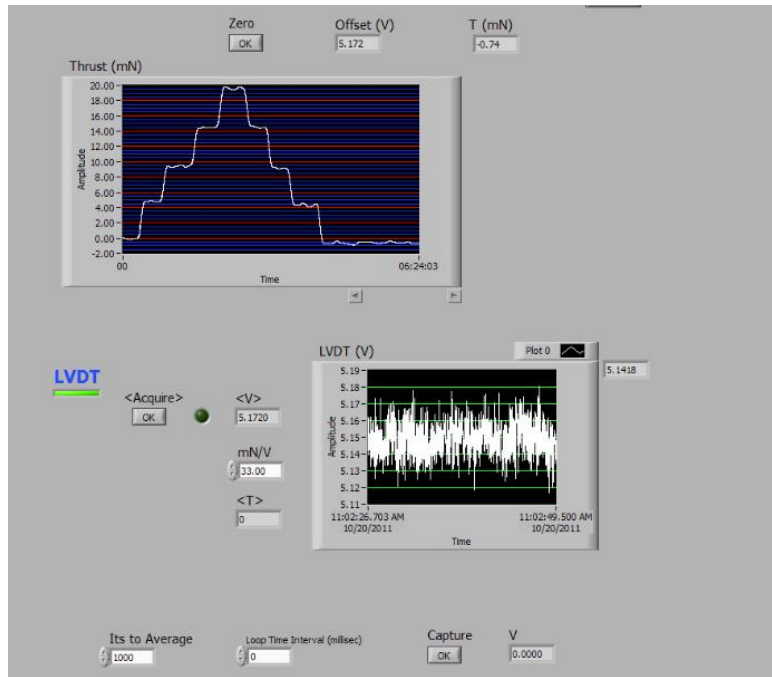 Zero Offset (V) T (mN)
OK 5.172 -0.74
Thrust (mN)
20.00
18.00
16.00
14.00
12.00
10.00
8.00
6.00
4.00
2.00
0.00
-2.00
Amplitude
00 06:24:03
Time
LVDT
<Acquire>
OK
<V>
5.1720
mN/V
33.00
<T>
0
LVDT (V) Plot 0
5.1418
5.19
5.18
5.17
5.16
5.15
5.14
5.13
5.12
5.11
Amplitude
11:02:26.703 AM 11:02:49.500 AM
10/20/2011 10/20/2011
Time
Its to Average Loop Time Interval (millsec) Capture V
1000 0 OK 0.0000